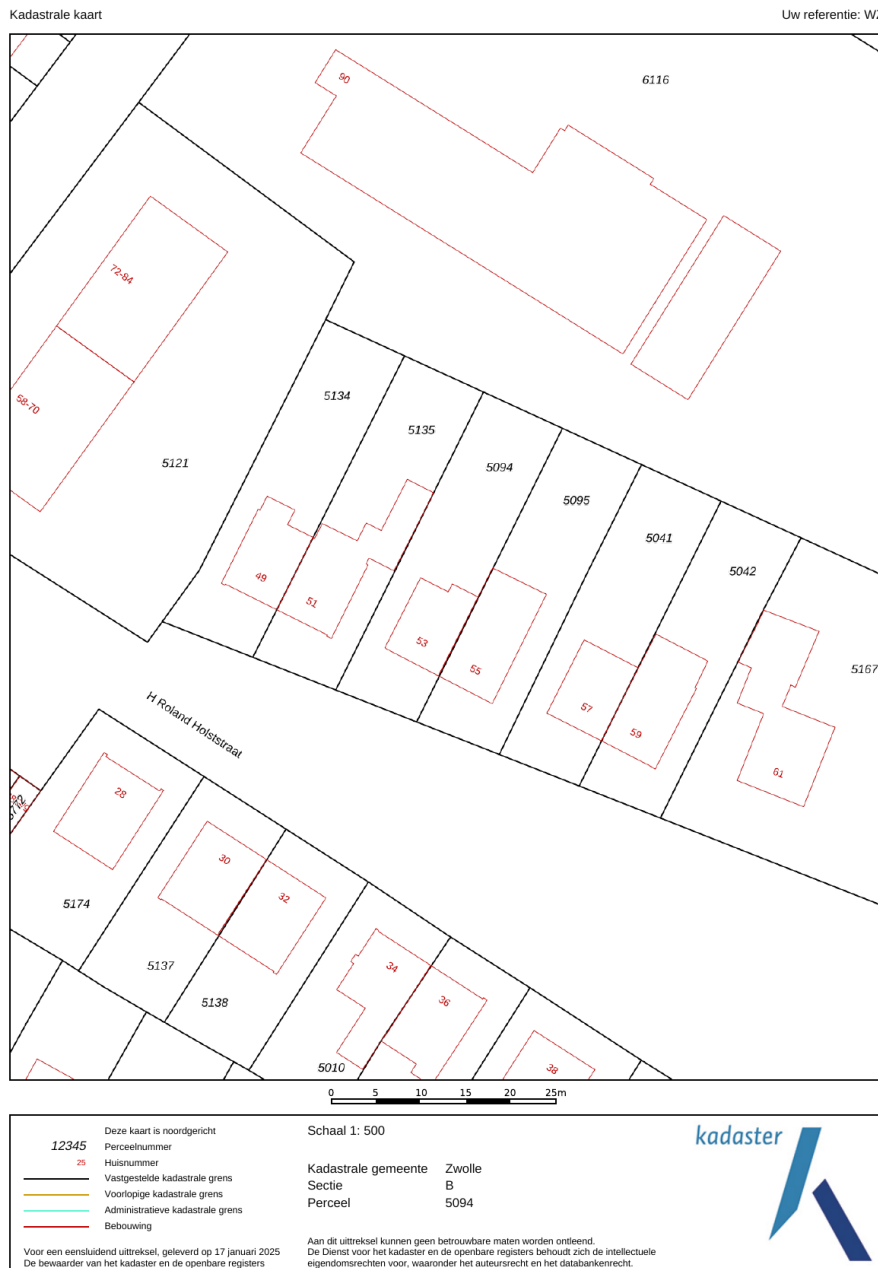 Kadastrale kaart
Uw referentie: WZ
90
6116
72-84
58-70
5134
5135
5121
5094
5095
5041
5042
49
51
53
55
57
59
5167
61
H Roland Holststraat
28
30
32
5174
34
36
5137
5138
5010
38
0 5 10 15 20 25m
Deze kaart is noordgericht
12345 Perceelnummer
25 Huisnummer
Vastgestelde kadastrale grens
Voorlopige kadastrale grens
Administratieve kadastrale grens
Bebouwing
Voor een eensluidend uittreksel, geleverd op 17 januari 2025
De bewaarder van het kadaster en de openbare registers
Schaal 1: 500
Kadastrale gemeente Zwolle
Sectie B
Perceel 5094
Aan dit uittreksel kunnen geen betrouwbare maten worden ontleend.
De Dienst voor het kadaster en de openbare registers behoudt zich de intellectuele
eigendomsrechten voor, waaronder het auteursrecht en het databankenrecht.
kadaster